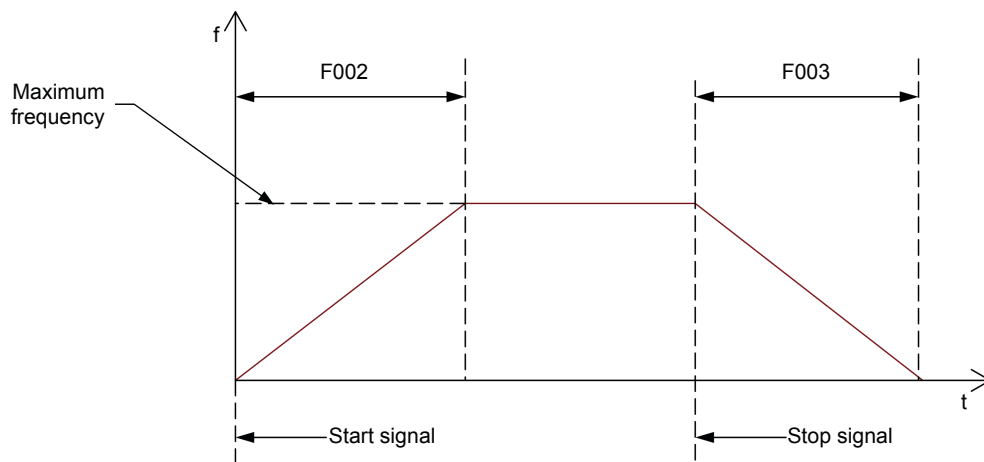 f
F002
F003
Maximum
frequency
t
Start signal
Stop signal